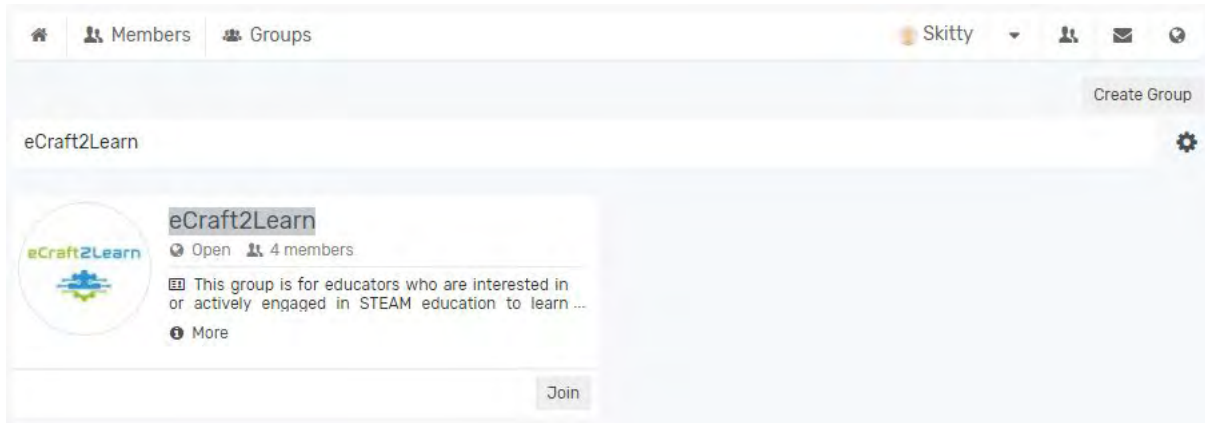 Members Groups Skitty
Create Group
eCraft2Learn
eCraft2Learn
eCraft2Learn
Open 4 members
This group is for educators who are interested in
or actively engaged in STEAM education to learn ...
More
Join